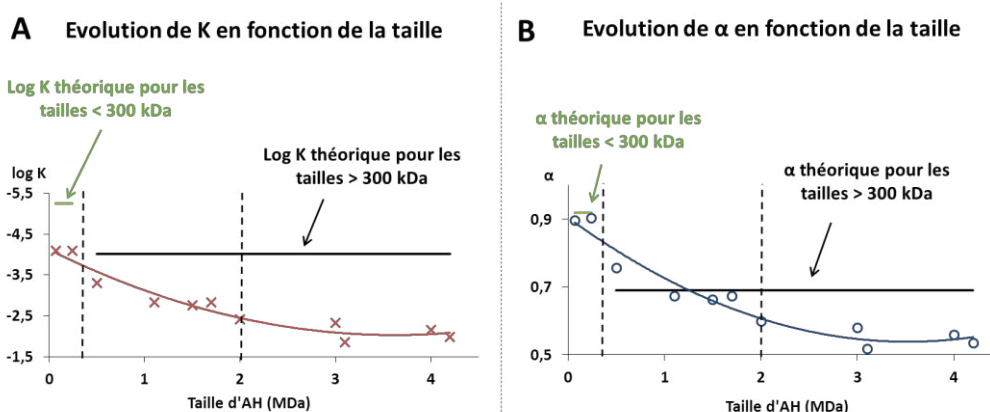 A Evolution de K en fonction de la taille
Log K théorique pour les
tailles < 300 kDa
Log K théorique pour les
tailles > 300 kDa
log K
-5,5
-4,5
-3,5
-2,5
-1,5
0 1 2 3 4
Taille d'AH (MDa)
B Evolution de α en fonction de la taille
α théorique pour les
tailles < 300 kDa
α théorique pour les
tailles > 300 kDa
α
0,9
0,7
0,5
0 1 2 3 4
Taille d'AH (MDa)